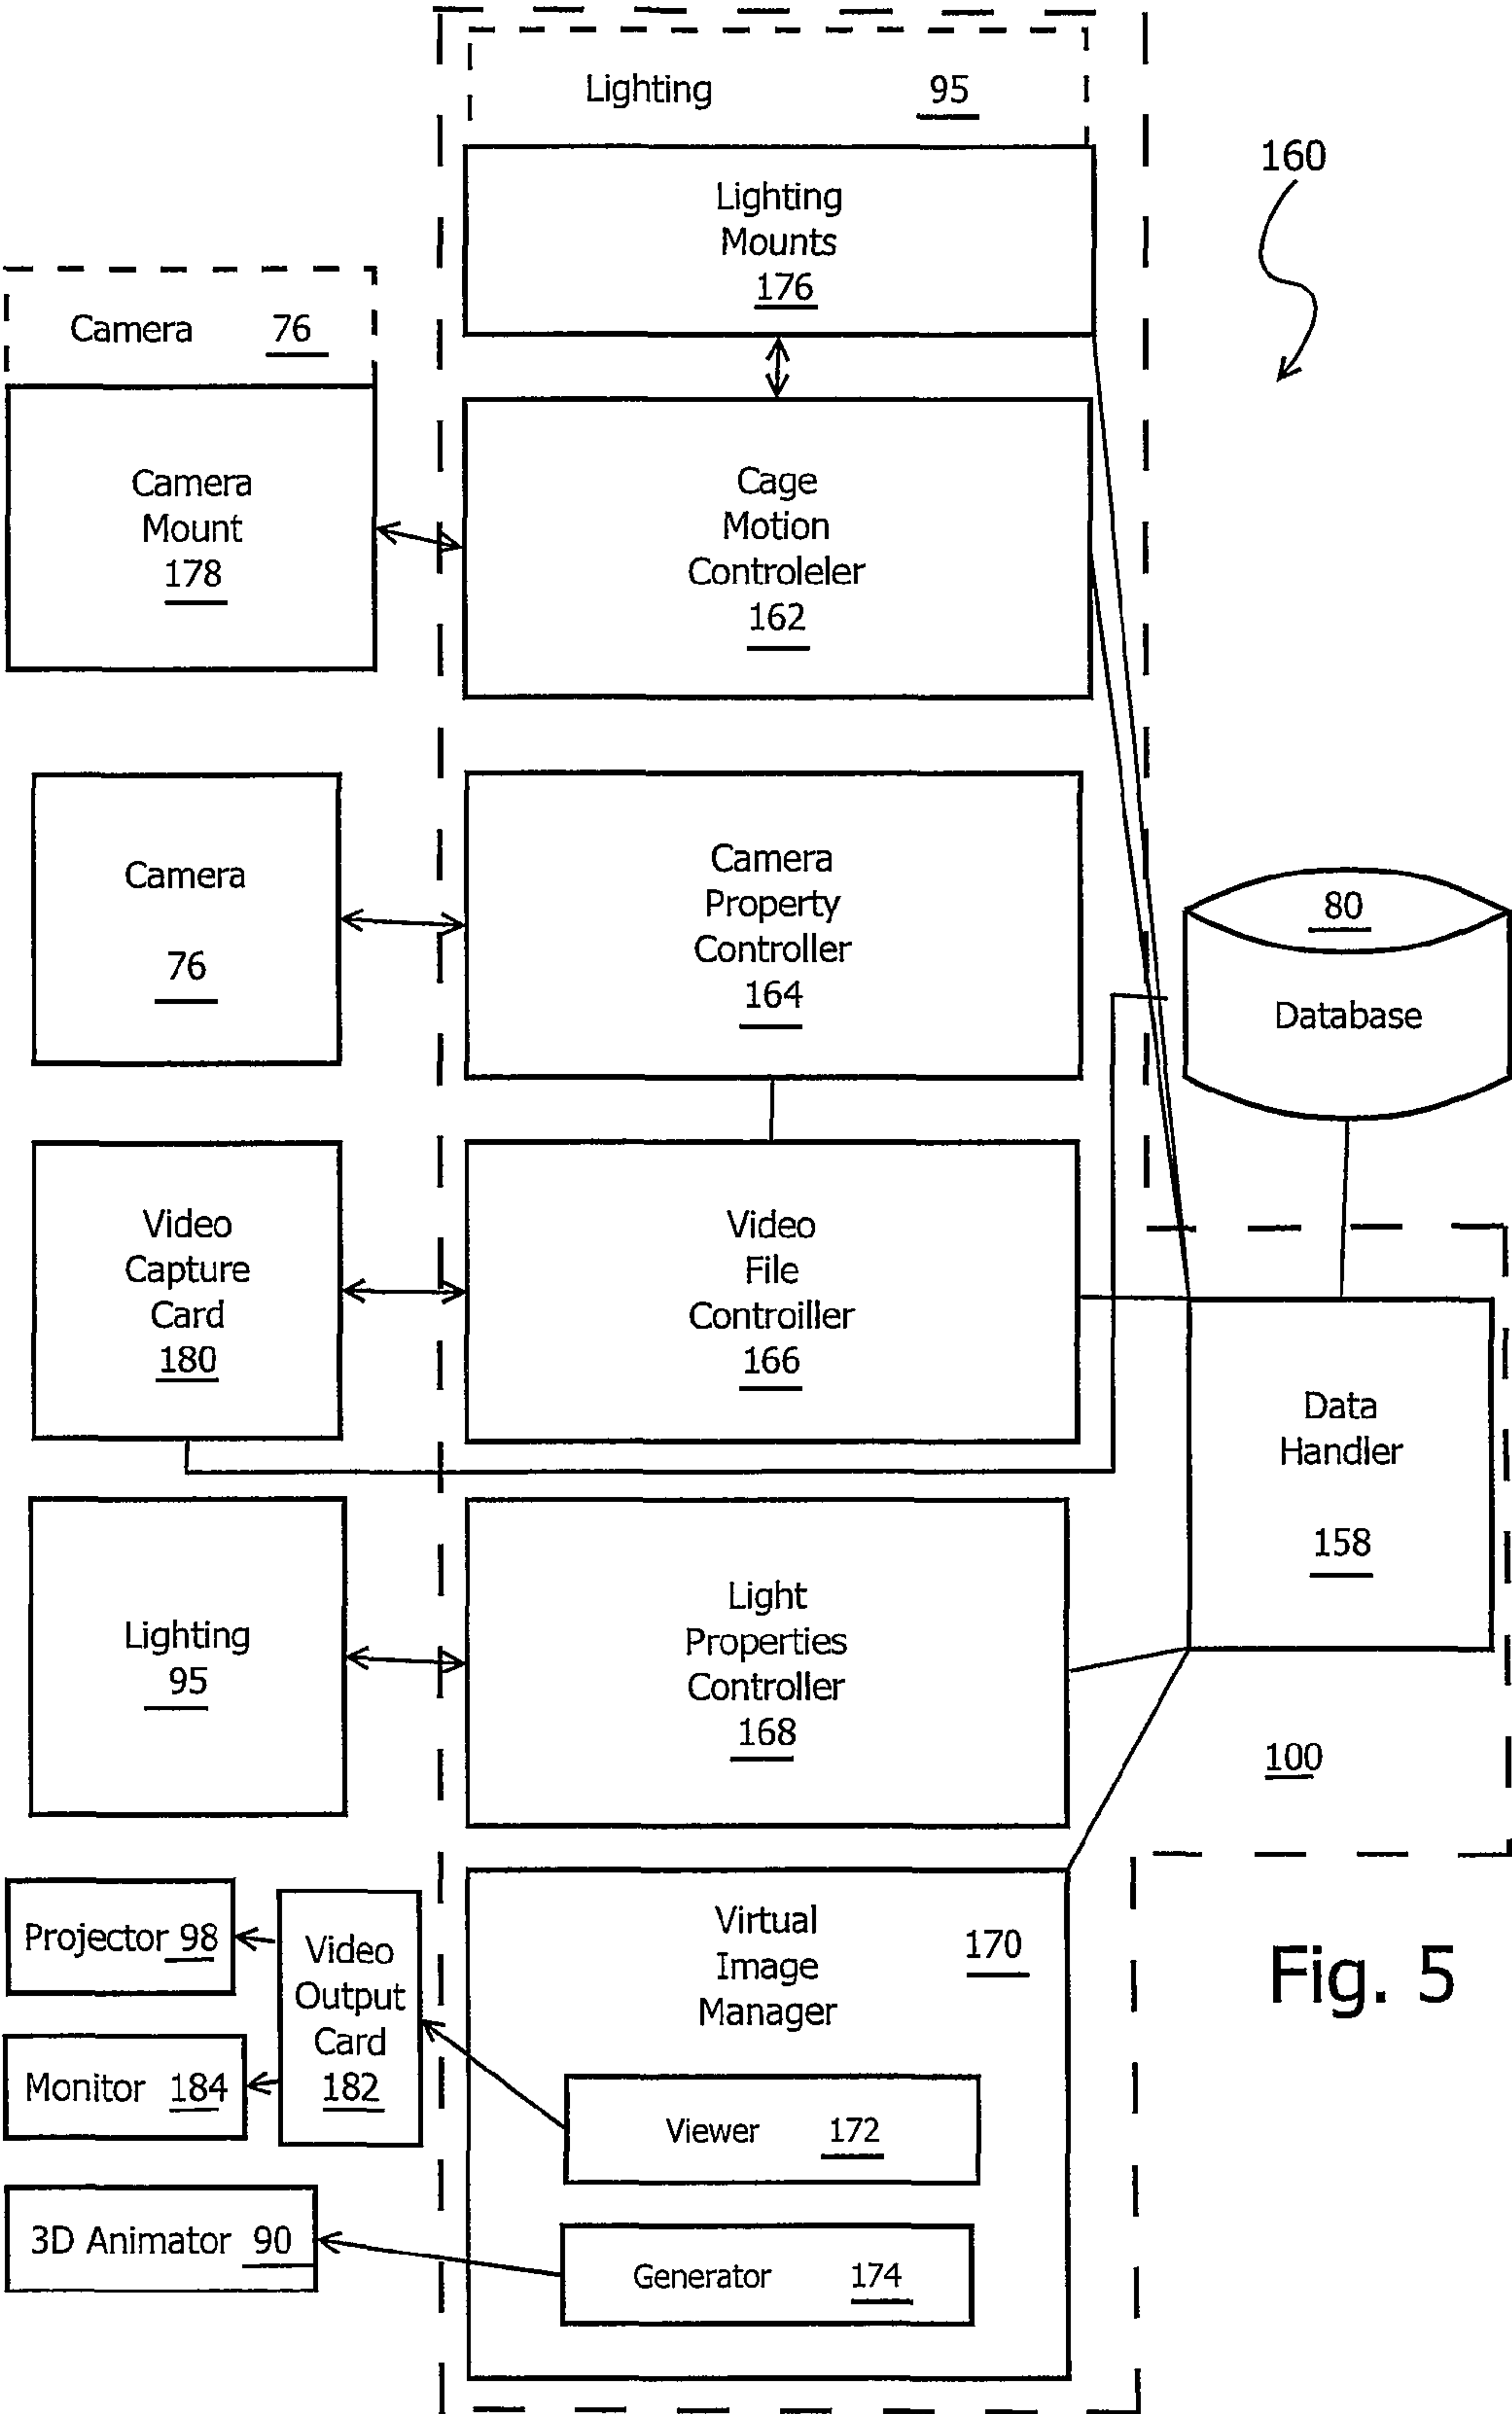 Lighting 95
160
Lighting
Mounts
176
Camera 76
Camera
Mount
178
Cage
Motion
Controleler
162
Camera
76
Camera
Property
Controller
164
80
Database
Video
Capture
Card
180
Video
File
Controiller
166
Data
Handler
158
Lighting
95
Light
Properties
Controller
168
100
Projector 98
Monitor 184
Video
Output
Card
182
Virtual
Image
Manager
170
Viewer 172
3D Animator 90
Generator 174
Fig. 5